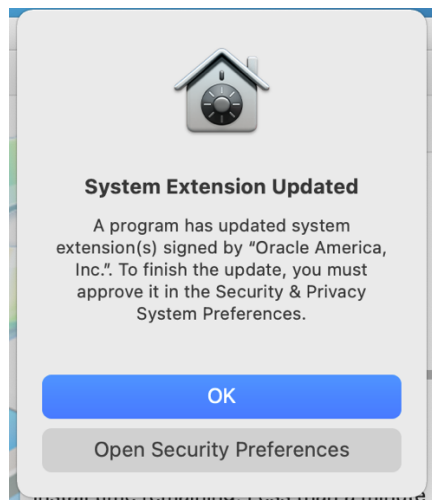 System Extension Updated
A program has updated system
extension(s) signed by “Oracle America,
Inc.”. To finish the update, you must
approve it in the Security & Privacy
System Preferences.
OK
Open Security Preferences